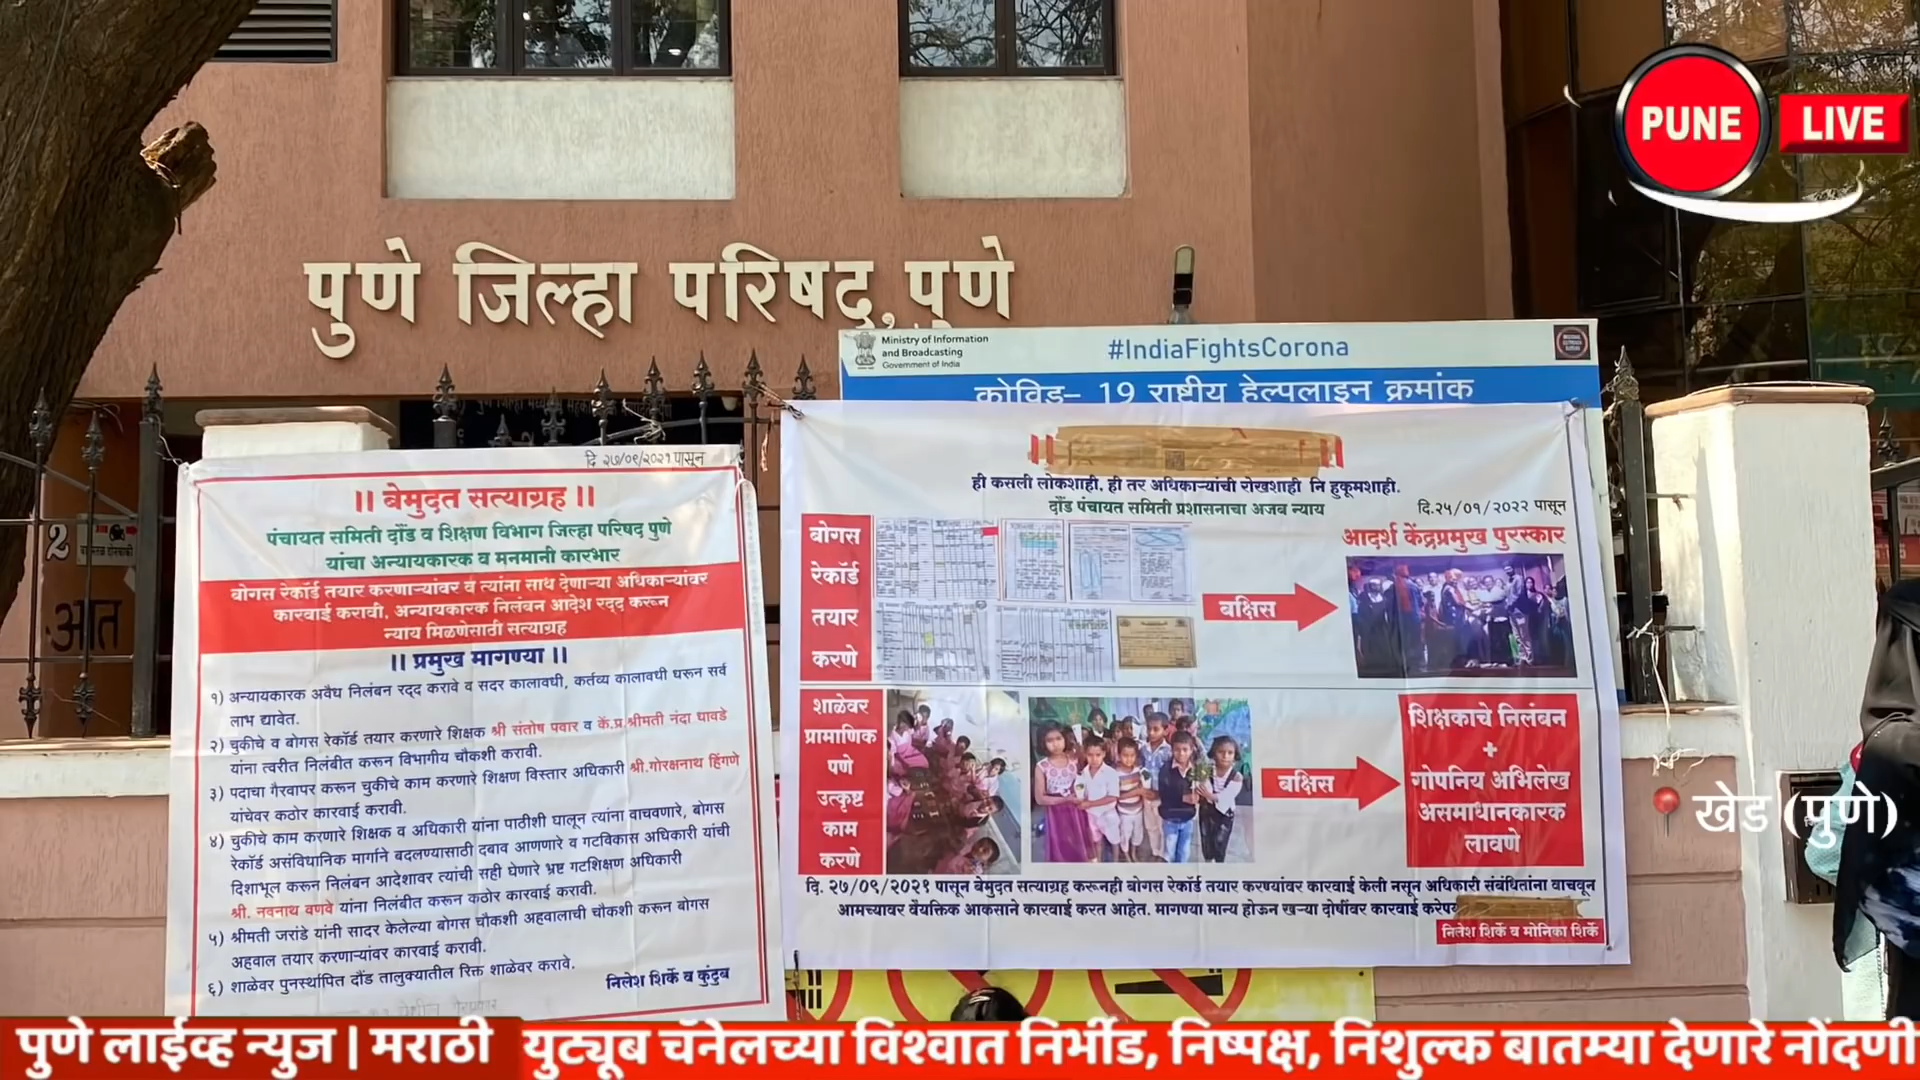 PUNE LIVE
पुणे जिल्हा परिषद, पुणे
Ministry of Information
and Broadcasting
Government of India
#IndiaFightsCorona
कोविड– 19 राष्ट्रीय हेल्पलाइन क्रमांक
2
आत
दि २७/०९/२०२१ पासून
|| बेमुदत सत्याग्रह ||
पंचायत समिती दौंड व शिक्षण विभाग जिल्हा परिषद पुणे
यांचा अन्यायकारक व मनमानी कारभार
बोगस रेकॉर्ड तयार करणाऱ्यांवर व त्यांना साथ देणाऱ्या अधिकाऱ्यांवर
कारवाई करावी, अन्यायकारक निलंबन आदेश रद्द करून
न्याय मिळणेसाठी सत्याग्रह
|| प्रमुख मागण्या ||
१) अन्यायकारक अवैध निलंबन रद्द करावे व सदर कालावधी, कर्तव्य कालावधी धरून सर्व
लाभ द्यावेत.
२) चुकीचे व बोगस रेकॉर्ड तयार करणारे शिक्षक श्री संतोष पवार व कें.प्र.श्रीमती नंदा धावडे
यांना त्वरीत निलंबीत करून विभागीय चौकशी करावी.
३) पदाचा गैरवापर करून चुकीचे काम करणारे शिक्षण विस्तार अधिकारी श्री.गोरक्षनाथ हिंगणे
यांचेवर कठोर कारवाई करावी.
४) चुकीचे काम करणारे शिक्षक व अधिकारी यांना पाठीशी घालून त्यांना वाचवणारे, बोगस
रेकॉर्ड असंविधानिक मार्गाने बदलण्यासाठी दबाव आणणारे व गटविकास अधिकारी यांची
दिशाभूल करून निलंबन आदेशावर त्यांची सही घेणारे भ्रष्ट गटशिक्षण अधिकारी
श्री. नवनाथ वणवे यांना निलंबीत करून कठोर कारवाई करावी.
५) श्रीमती जरांडे यांनी सादर केलेल्या बोगस चौकशी अहवालाची चौकशी करून बोगस
अहवाल तयार करणाऱ्यांवर कारवाई करावी.
६) शाळेवर पुनर्स्थापित दौंड तालुक्यातील रिक्त शाळेवर करावे.
निलेश शिर्के व कुंटुब
ही कसली लोकशाही, ही तर अधिकाऱ्यांची रोखशाही नि हुकूमशाही.
दौंड पंचायत समिती प्रशासनाचा अजब न्याय
दि.२५/०१/२०२२ पासून
बोगस
रेकॉर्ड
तयार
करणे
बक्षिस
आदर्श केंद्रप्रमुख पुरस्कार
शाळेवर
प्रामाणिक
पणे
उत्कृष्ट
काम
करणे
बक्षिस
शिक्षकाचे निलंबन
+
गोपनिय अभिलेख
असमाधानकारक
लावणे
दि. २७/०९/२०२१ पासून बेमुदत सत्याग्रह करूनही बोगस रेकॉर्ड तयार करण्यांवर कारवाई केली नसून अधिकारी संबंधितांना वाचवून
आमच्यावर वैयक्तिक आकसाने कारवाई करत आहेत. मागण्या मान्य होऊन खऱ्या दोषींवर कारवाई करेप
निलेश शिर्के व मोनिका शिर्के
खेड (पुणे)
पुणे लाईव्ह न्युज | मराठी युट्यूब चॅनेलच्या विश्वात निर्भीड, निष्पक्ष, निशुल्क बातम्या देणारे नोंदणी